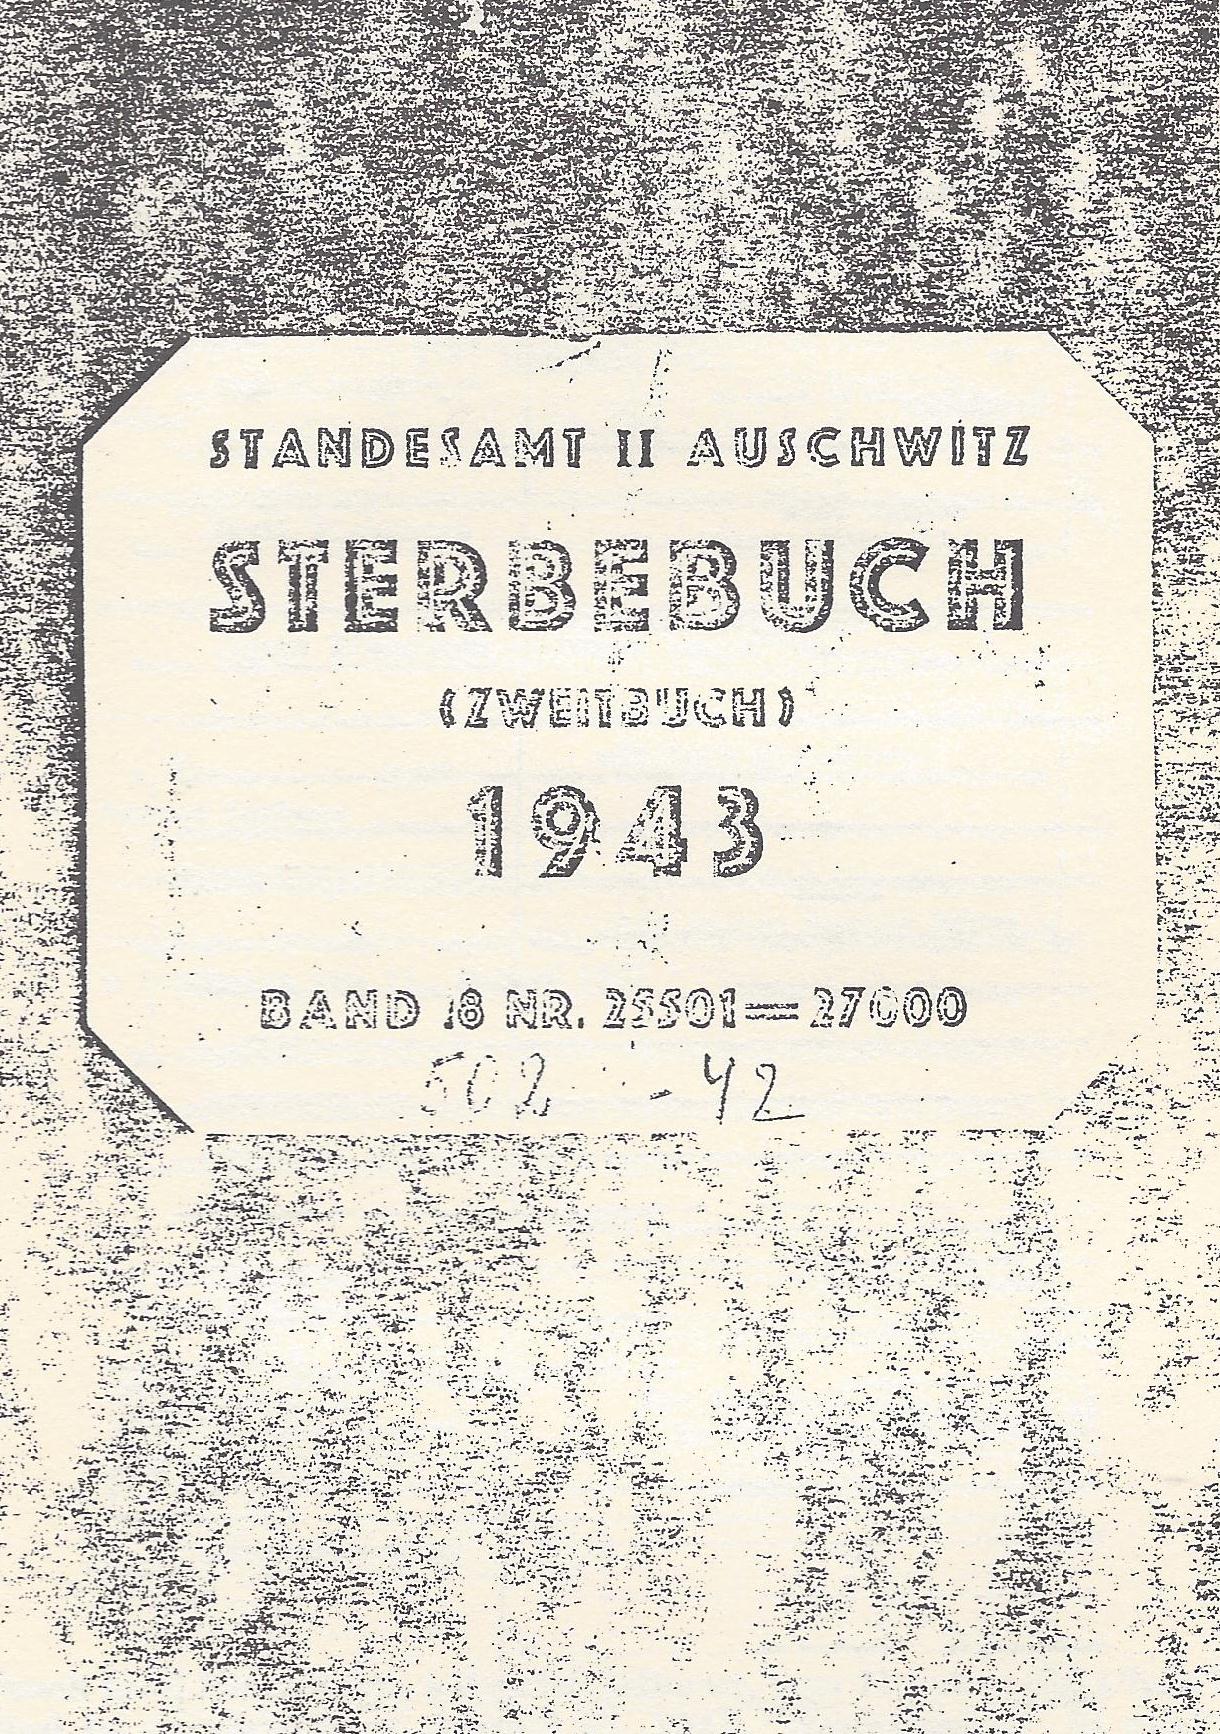 STANDESAMT II AUSCHWITZ
STERBEBUCH
(ZWEITBUCH)
1943
BAND 18 NR. 25501=27000
502 -42